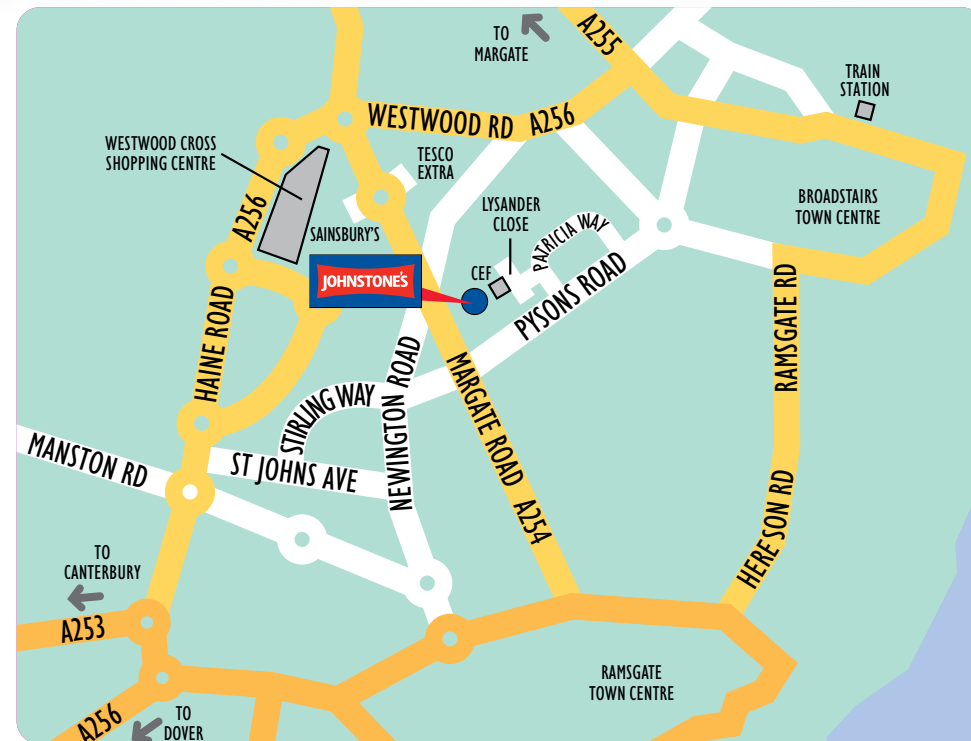 TO
MARGATE
A255
TRAIN
STATION
WESTWOOD RD A256
WESTWOOD CROSS
SHOPPING CENTRE
TESCO
EXTRA
LYSANDER
CLOSE
BROADSTAIRS
TOWN CENTRE
A256
SAINSBURY'S
PATRICIA WAY
CEF
JOHNSTONE'S
PYSONS ROAD
RAMSGATE RD
HAINE ROAD
NEWINGTON ROAD
MARGATE ROAD A254
STIRLING WAY
MANSTON RD
ST JOHNS AVE
HERE SON RD
TO
CANTERBURY
A253
RAMSGATE
TOWN CENTRE
A256
TO
DOVER